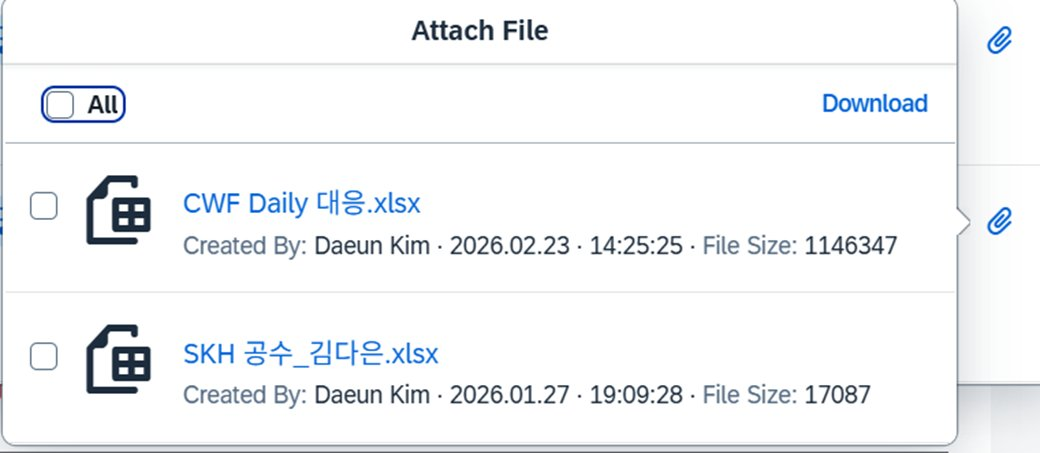 Attach File
All
Download
CWF Daily 대응.xlsx
Created By: Daeun Kim · 2026.02.23 · 14:25:25 · File Size: 1146347
SKH 공수_김다은.xlsx
Created By: Daeun Kim · 2026.01.27 · 19:09:28 · File Size: 17087